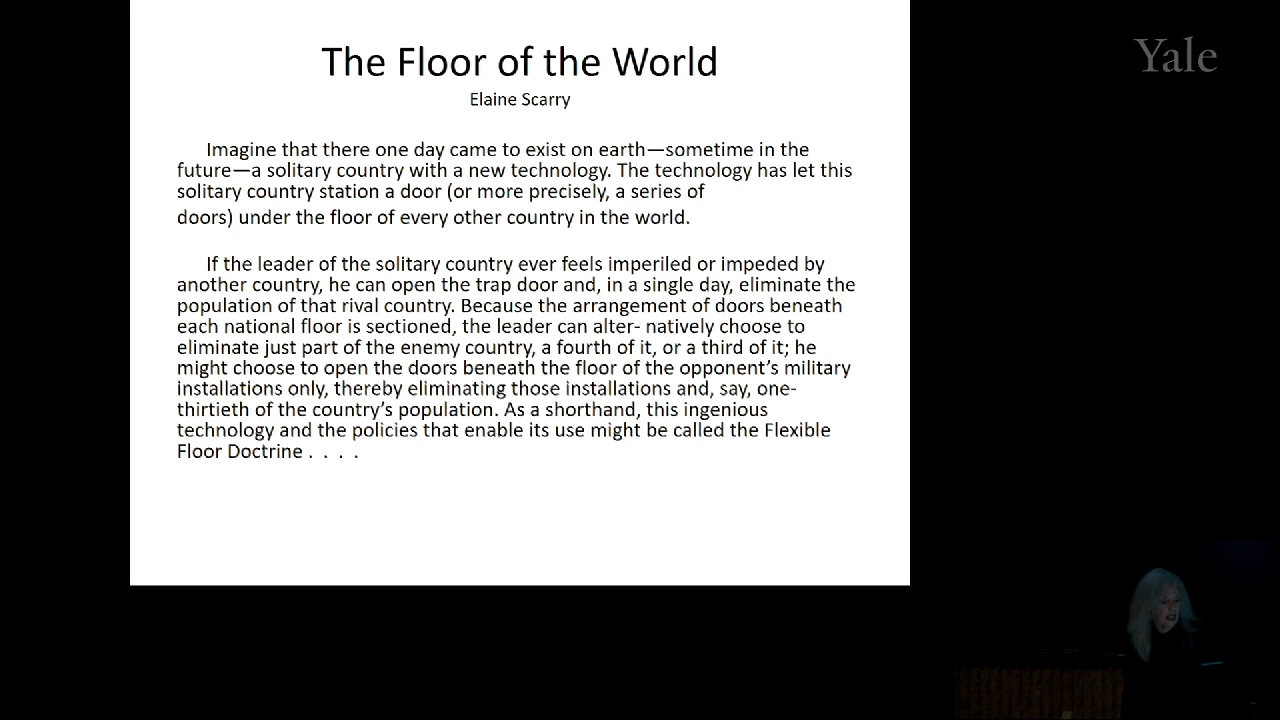 The Floor of the World
Elaine Scarry
Imagine that there one day came to exist on earth—sometime in the
future—a solitary country with a new technology. The technology has let this
solitary country station a door (or more precisely, a series of
doors) under the floor of every other country in the world.
If the leader of the solitary country ever feels imperiled or impeded by
another country, he can open the trap door and, in a single day, eliminate the
population of that rival country. Because the arrangement of doors beneath
each national floor is sectioned, the leader can alter- natively choose to
eliminate just part of the enemy country, a fourth of it, or a third of it; he
might choose to open the doors beneath the floor of the opponent’s military
installations only, thereby eliminating those installations and, say, one-
thirtieth of the country’s population. As a shorthand, this ingenious
technology and the policies that enable its use might be called the Flexible
Floor Doctrine . . . .
Yale